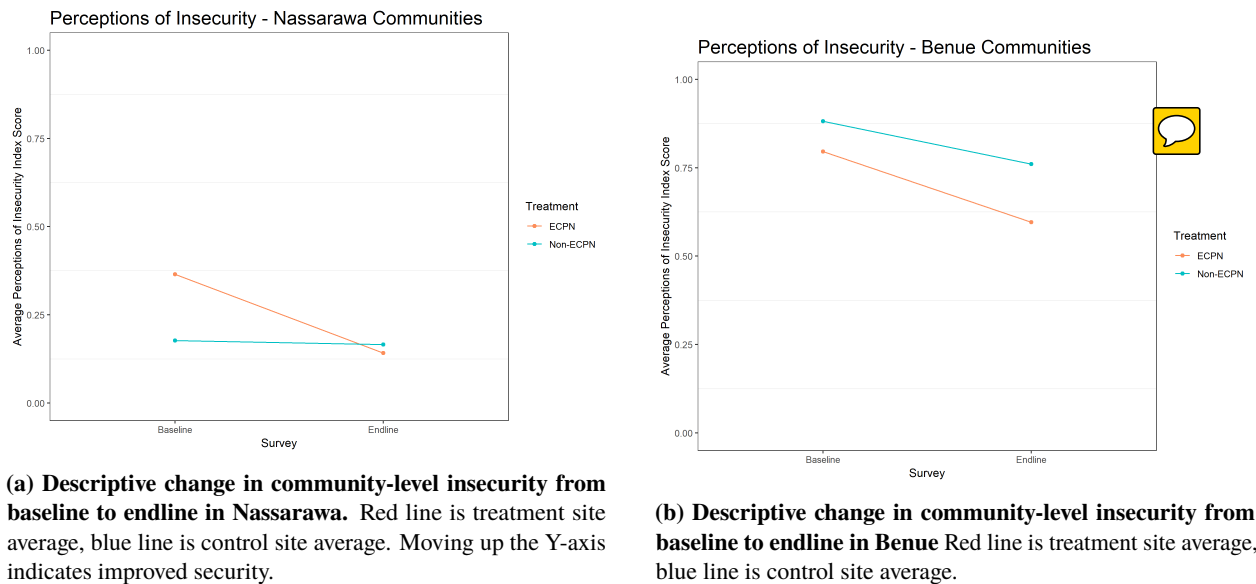 Perceptions of Insecurity - Nassarawa Communities
Average Perceptions of Insecurity Index Score
1.00
0.75
0.50
0.25
0.00
Baseline
Endline
Survey
Treatment
ECPN
Non-ECPN
(a) Descriptive change in community-level insecurity from
baseline to endline in Nassarawa. Red line is treatment site
average, blue line is control site average. Moving up the Y-axis
indicates improved security.
Perceptions of Insecurity - Benue Communities
Average Perceptions of Insecurity Index Score
1.00
0.75
0.50
0.25
0.00
Baseline
Endline
Survey
Treatment
ECPN
Non-ECPN
(b) Descriptive change in community-level insecurity from
baseline to endline in Benue Red line is treatment site average,
blue line is control site average.